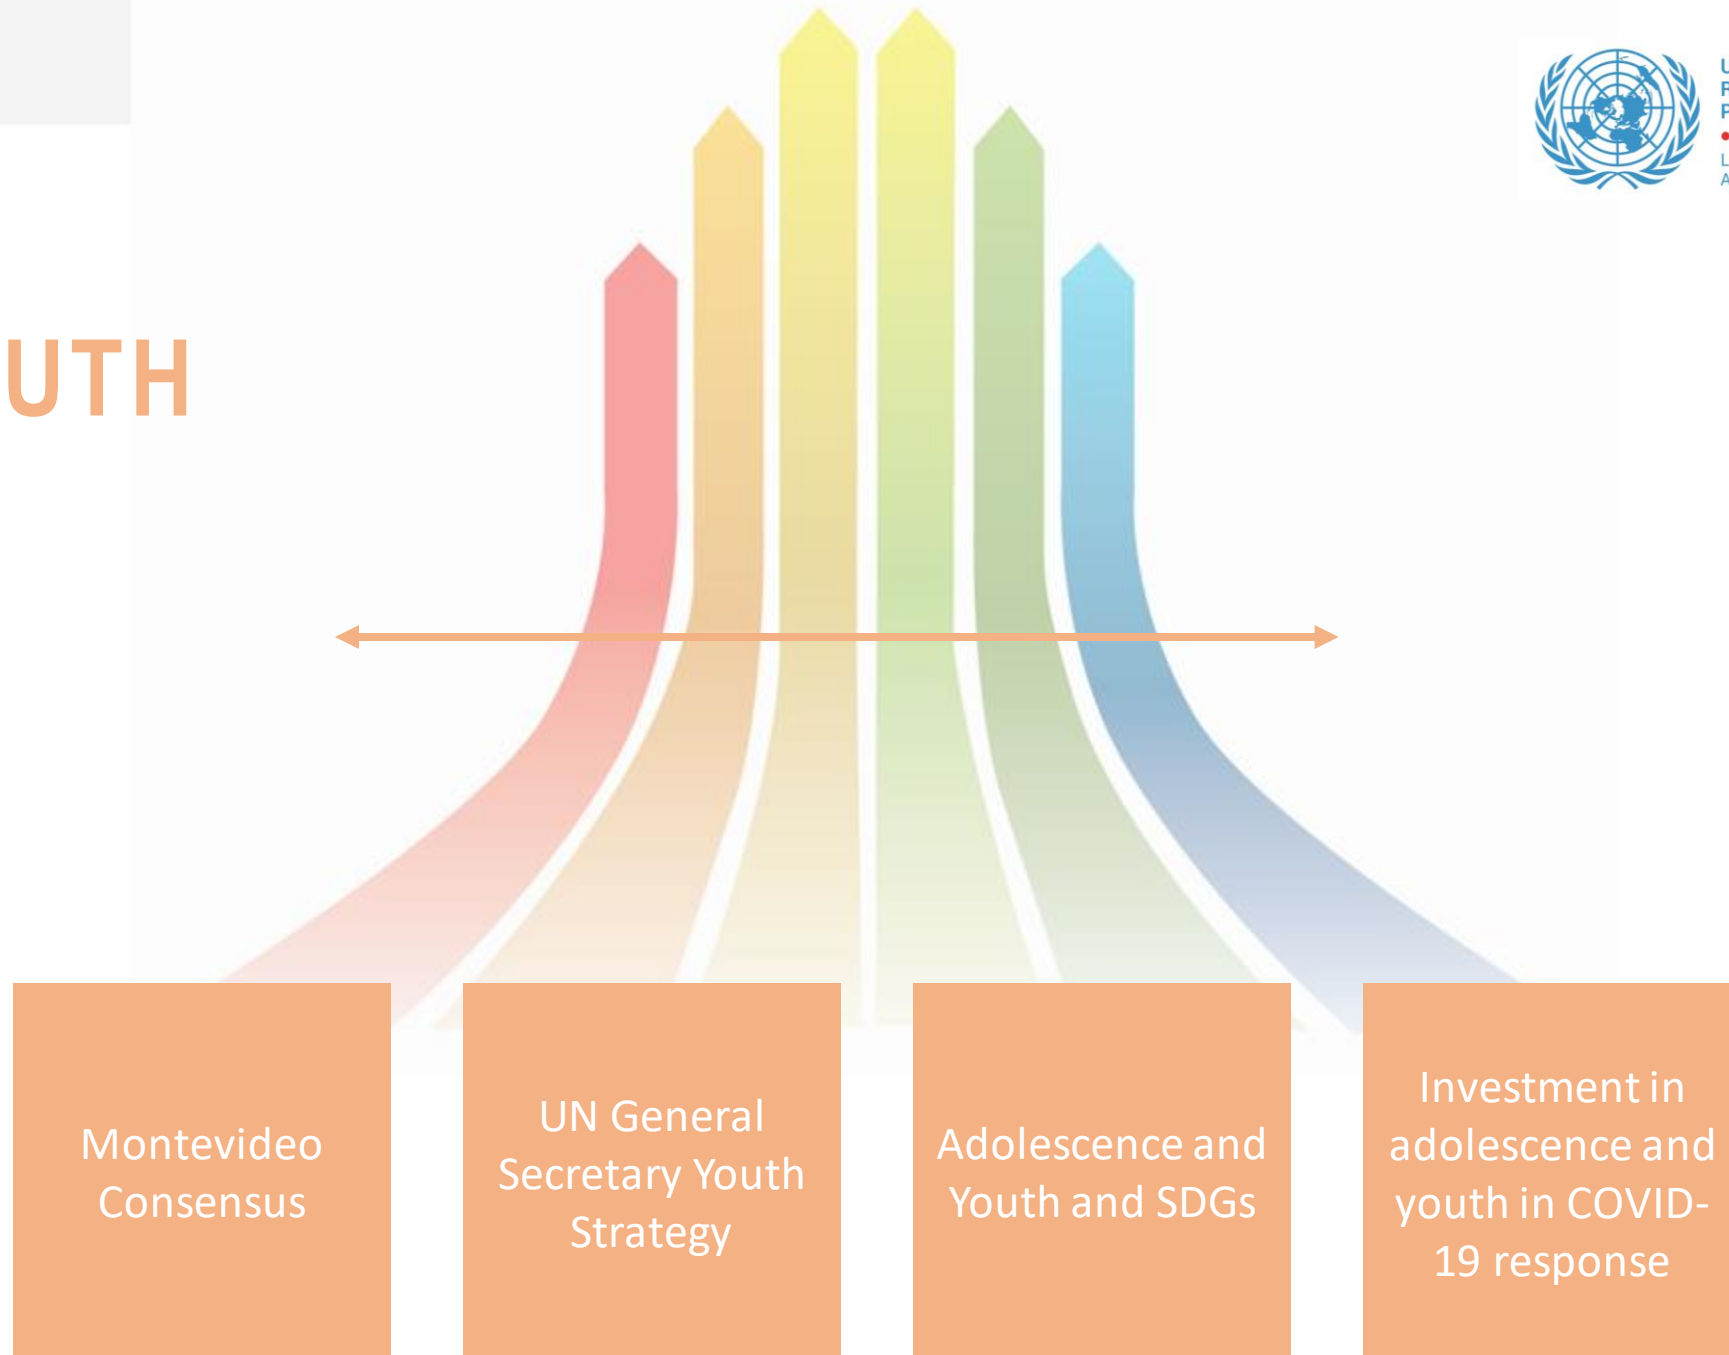 UTH
Montevideo
Consensus
UN General
Secretary Youth
Strategy
Adolescence and
Youth and SDGs
Investment in
adolescence and
youth in COVID-
19 response